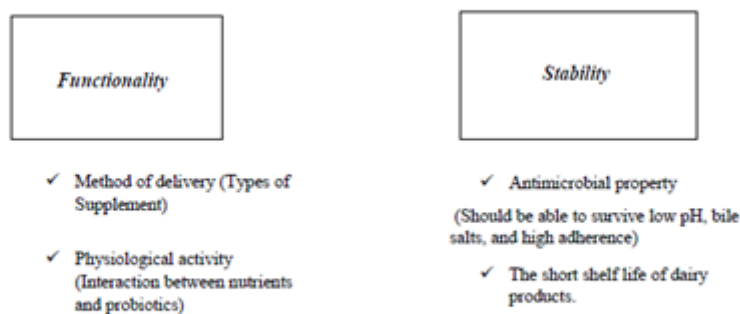 Functionality
✓ Method of delivery (Types of
Supplement)
✓ Physiological activity
(Interaction between nutrients
and probiotics)
Stability
✓ Antimicrobial property
(Should be able to survive low pH, bile
salts, and high adherence)
✓ The short shelf life of dairy
products.